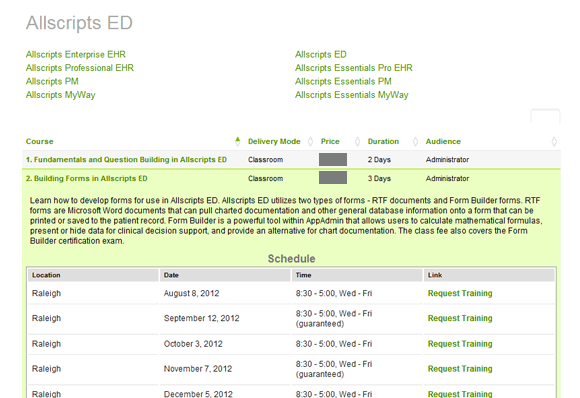 Allscripts ED
Allscripts Enterprise EHR
Allscripts ED
Allscripts Professional EHR
Allscripts Essentials Pro EHR
Allscripts PM
Allscripts Essentials PM
Allscripts MyWay
Allscripts Essentials MyWay
Course Delivery Mode Price Duration Audience
1. Fundamentals and Question Building in Allscripts ED Classroom 2 Days Administrator
2. Building Forms in Allscripts ED Classroom 3 Days Administrator
Learn how to develop forms for use in Allscripts ED. Allscripts ED utilizes two types of forms - RTF documents and Form Builder forms. RTF
forms are Microsoft Word documents that can pull charted documentation and other general database information onto a form that can be
printed or saved to the patient record. Form Builder is a powerful tool within AppAdmin that allows users to calculate mathematical formulas,
present or hide data for clinical decision support, and provide an alternative for chart documentation. The class fee also covers the Form
Builder certification exam.
Schedule
Location Date Time Link
Raleigh August 8, 2012 8:30 - 5:00, Wed - Fri Request Training
Raleigh September 12, 2012 8:30 - 5:00, Wed - Fri Request Training
(guaranteed)
Raleigh October 3, 2012 8:30 - 5:00, Wed - Fri Request Training
Raleigh November 7, 2012 8:30 - 5:00, Wed - Fri Request Training
(guaranteed)
Raleigh December 5, 2012 8:30 - 5:00, Wed - Fri Request Training